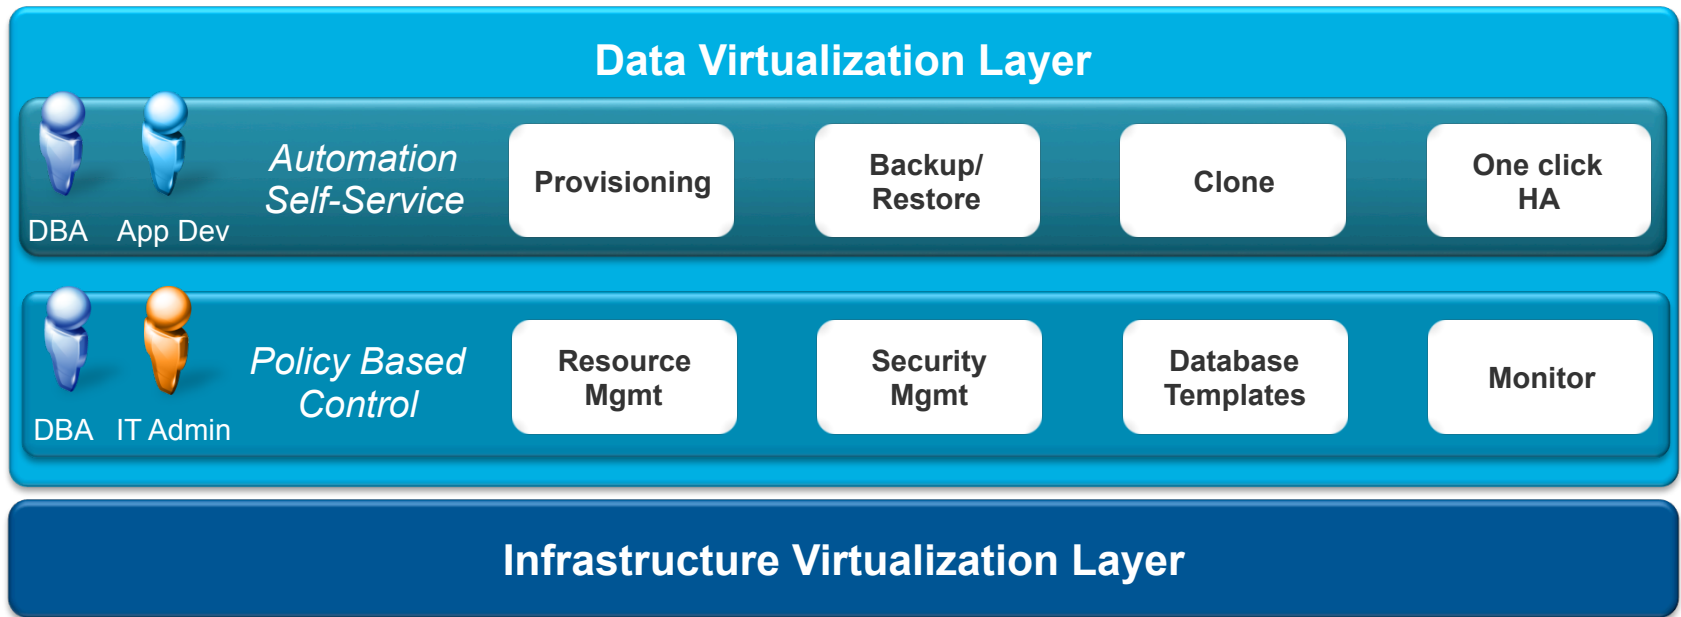 Data Virtualization Layer
DBA
App Dev
Automation
Self-Service
Provisioning
Backup/
Restore
Clone
One click
HA
DBA
IT Admin
Policy Based
Control
Resource
Mgmt
Security
Mgmt
Database
Templates
Monitor
Infrastructure Virtualization Layer